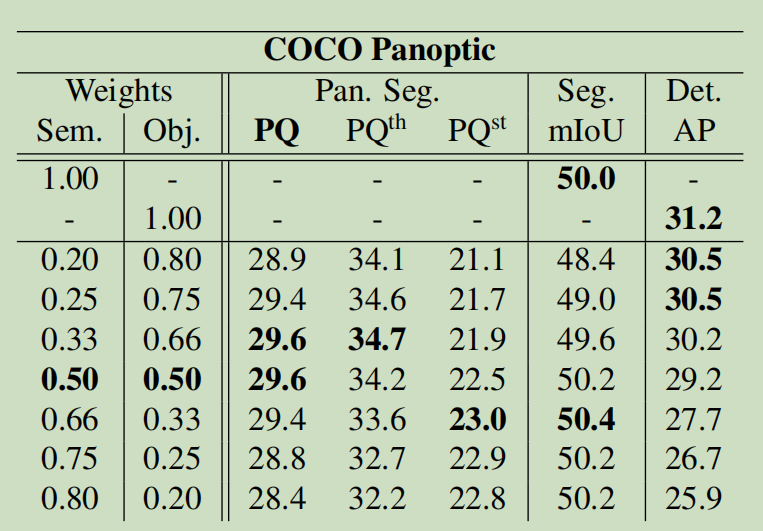 COCO Panoptic
Weights Pan. Seg. Seg. Det.
Sem. Obj. PQ PQth PQst mIoU AP
1.00 - - - - 50.0 -
- 1.00 - - - - 31.2
0.20 0.80 28.9 34.1 21.1 48.4 30.5
0.25 0.75 29.4 34.6 21.7 49.0 30.5
0.33 0.66 29.6 34.7 21.9 49.6 30.2
0.50 0.50 29.6 34.2 22.5 50.2 29.2
0.66 0.33 29.4 33.6 23.0 50.4 27.7
0.75 0.25 28.8 32.7 22.9 50.2 26.7
0.80 0.20 28.4 32.2 22.8 50.2 25.9